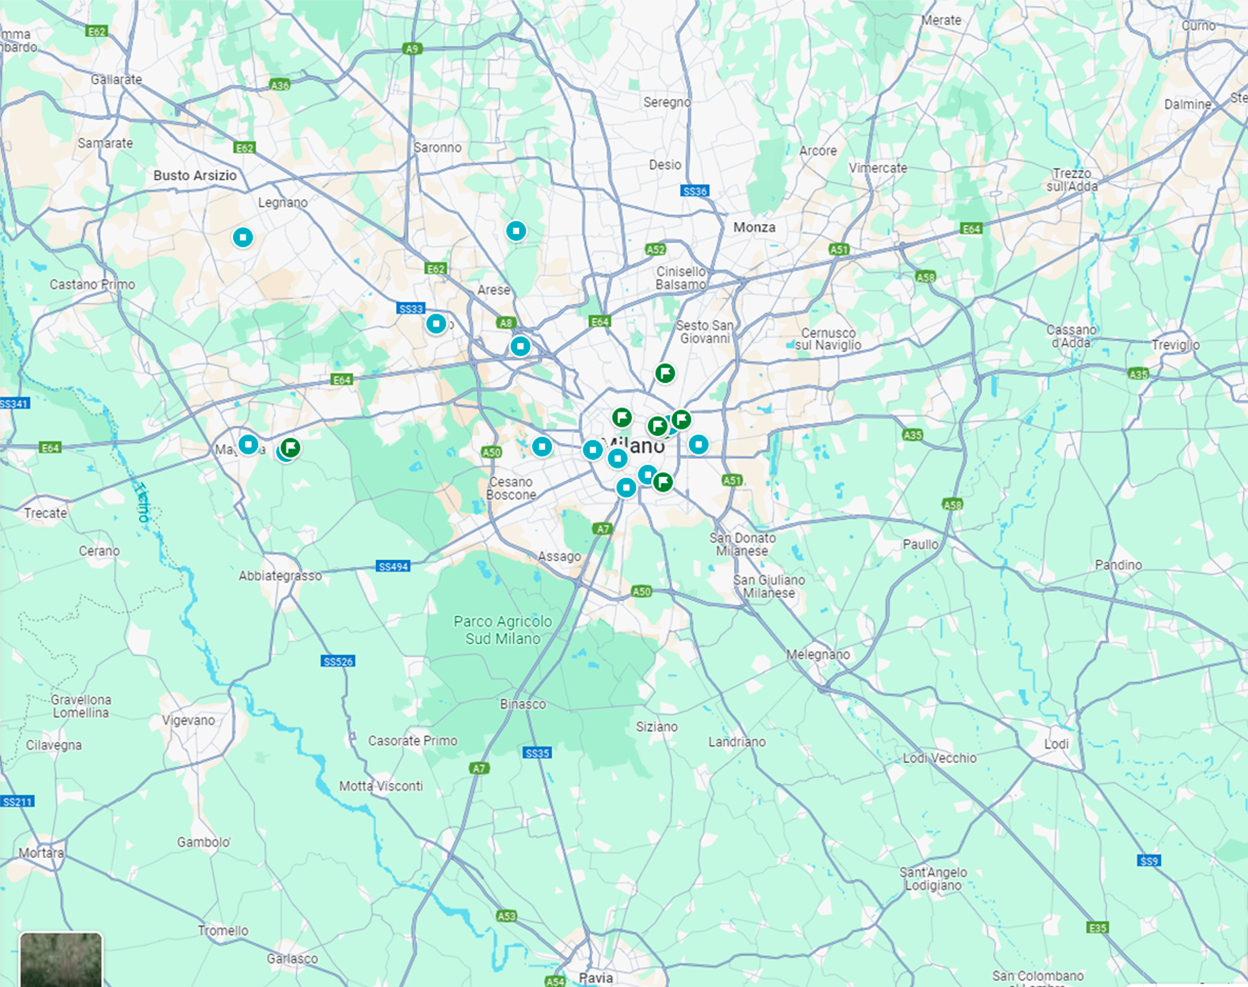 E62
Merate
Curno
mma
nbardo
A9
Gallarate
A36
Seregno
Dalmine
Ste
Samarate
E62
Saronno
Desio
Arcore
Vimercate
Trezzo
sull'Adda
Busto Arsizio
SS36
Legnano
Monza
E64
A52
A51
E62
Cinisello
Balsamo
A58
Castano Primo
Arese
SS33
A8
E64
Sesto San
Giovanni
Cernusco
sul Naviglio
Cassano
d'Adda
Treviglio
E64
A35
SS341
Milano
A35
E64
A50
Cesano
Boscone
A51
Ticino
Trecate
A58
A7
San Donato
Milanese
Paullo
Cerano
Assago
Abbiategrasso
SS494
Pandino
San Giuliano
Milanese
A50
Parco Agricolo
Sud Milano
Melegnano
SS526
Gravellona
Lomellina
Binasco
Vigevano
Siziano
Cilavegna
Casorate Primo
Landriano
Lodi
SS35
Lodi Vecchio
A7
Motta Visconti
SS211
Gambolo'
Mortara
SS9
Sant'Angelo
Lodigiano
A53
Tromello
E35
Garlasco
Pavia
San Colombano
A54